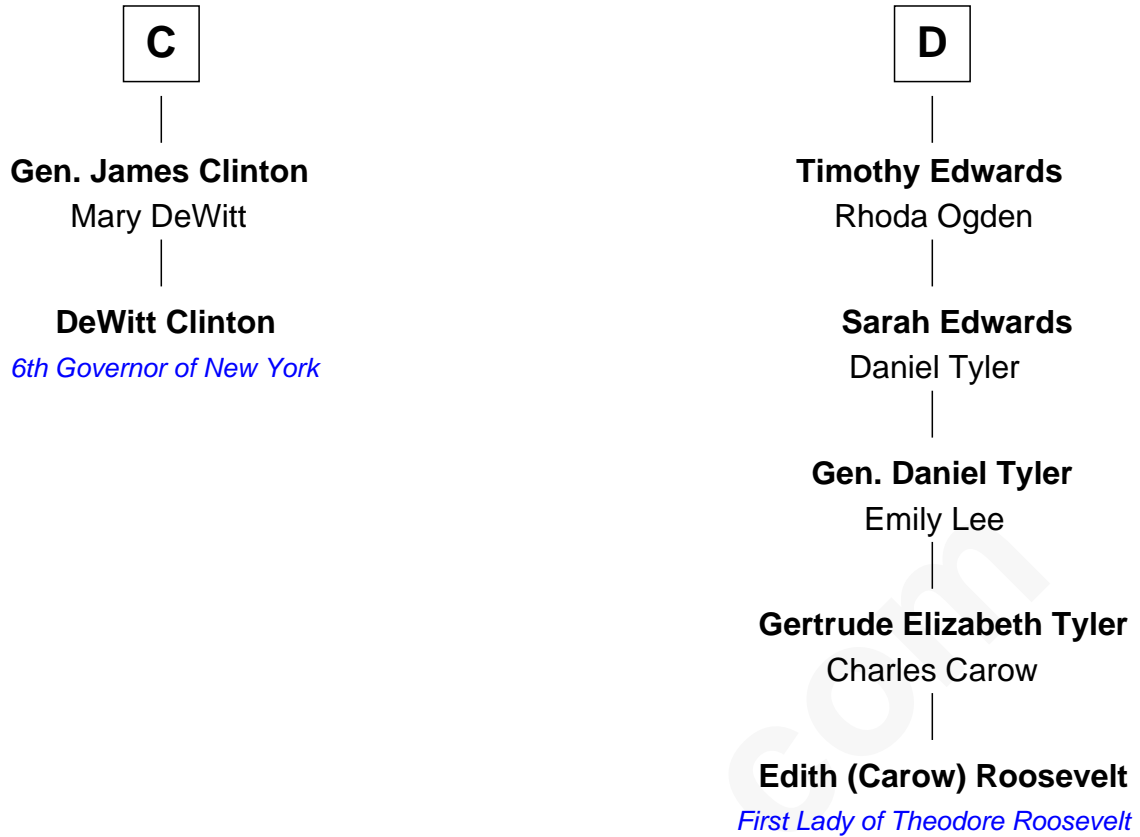 C
Gen. James Clinton
Mary DeWitt
DeWitt Clinton
6th Governor of New York
D
Timothy Edwards
Rhoda Ogden
Sarah Edwards
Daniel Tyler
Gen. Daniel Tyler
Emily Lee
Gertrude Elizabeth Tyler
Charles Carow
Edith (Carow) Roosevelt
First Lady of Theodore Roosevelt
com